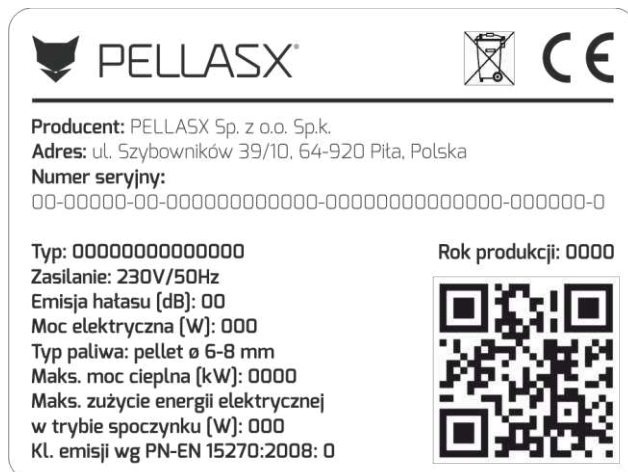 PELLASX®
CE
Producent: PELLASX Sp. z o.o. Sp.k.
Adres: ul. Szybowników 39/10, 64-920 Piła, Polska
Numer seryjny:
00-00000-00-000000000000-00000000000000-000000-0
Typ: 00000000000000
Rok produkcji: 0000
Zasilanie: 230V/50Hz
Emisja hałasu [dB]: 00
Moc elektryczna [W]: 000
Typ paliwa: pellet ø 6-8 mm
Maks. moc cieplna [kW]: 0000
Maks. zużycie energii elektrycznej
w trybie spoczynku [W]: 000
Kl. emisji wg PN-EN 15270:2008: 0